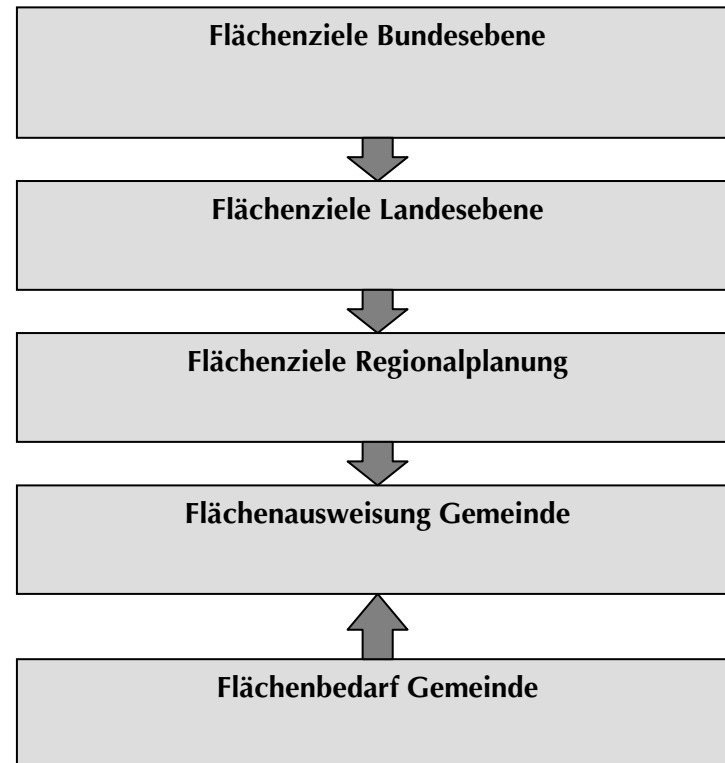 Flächenziele Bundesebene
Flächenziele Landesebene
Flächenziele Regionalplanung
Flächenausweisung Gemeinde
Flächenbedarf Gemeinde